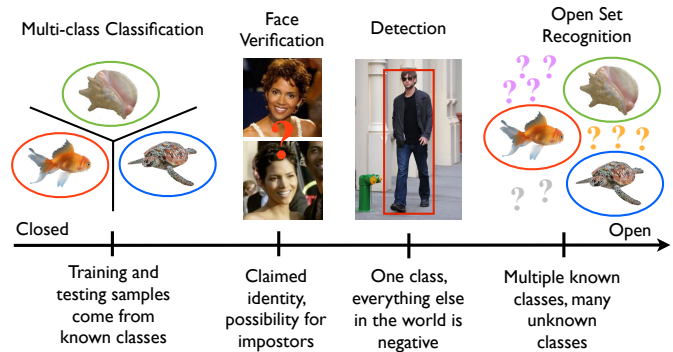 Multi-class Classification
Face
Verification
Detection
Open Set
Recognition
? ? ? ? ?
?
? ? ?
? ?
Closed
Open
Training and
testing samples
come from
known classes
Claimed
identity,
possibility for
impostors
One class,
everything else
in the world is
negative
Multiple known
classes, many
unknown
classes